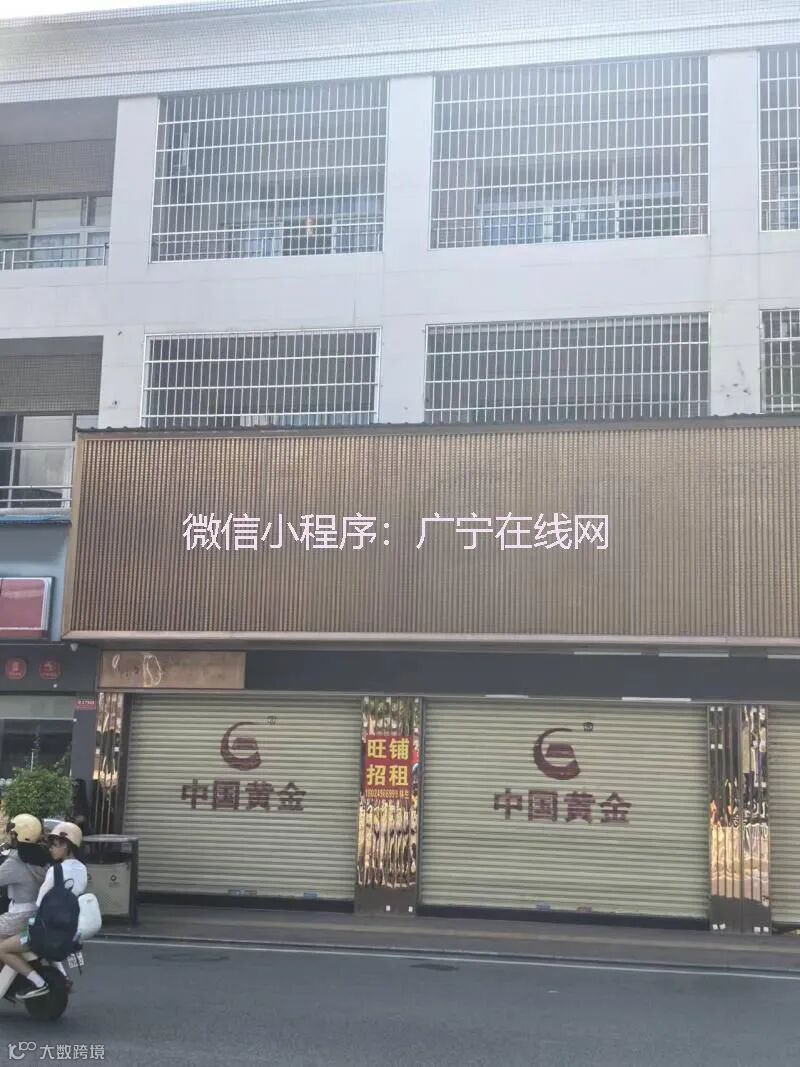 微信小程序：广宁在线网
中国黄金
旺铺
招租
中国黄金
大数跨境